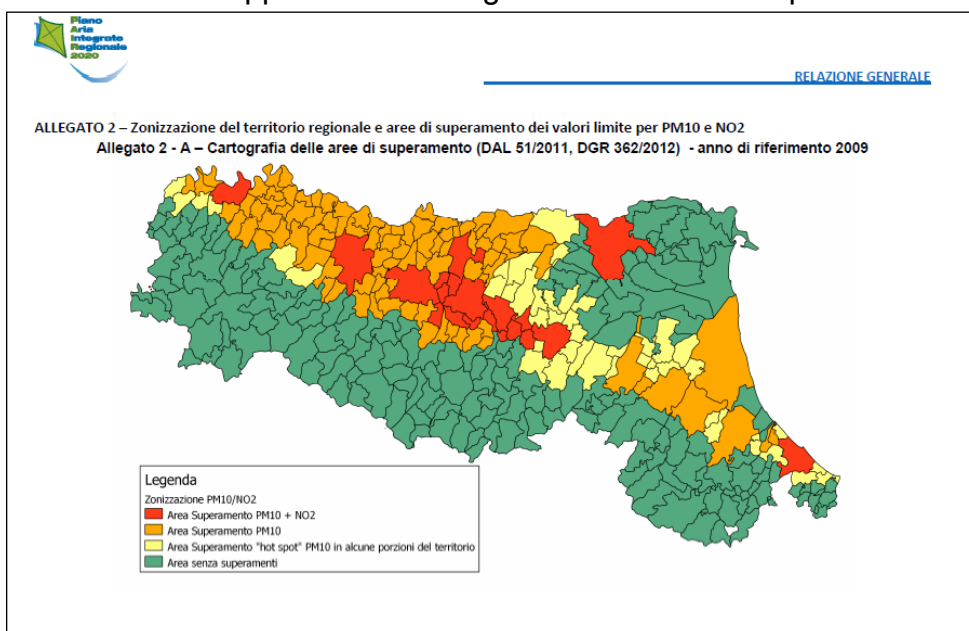 Piano
Aria
Integrato
Regionale
2020
RELAZIONE GENERALE
ALLEGATO 2 – Zonizzazione del territorio regionale e aree di superamento dei valori limite per PM10 e NO2
Allegato 2 - A – Cartografia delle aree di superamento (DAL 51/2011, DGR 362/2012) - anno di riferimento 2009
Legenda
Zonizzazione PM10/NO2
Area Superamento PM10 + NO2
Area Superamento PM10
Area Superamento "hot spot" PM10 in alcune porzioni del territorio
Area senza superamenti